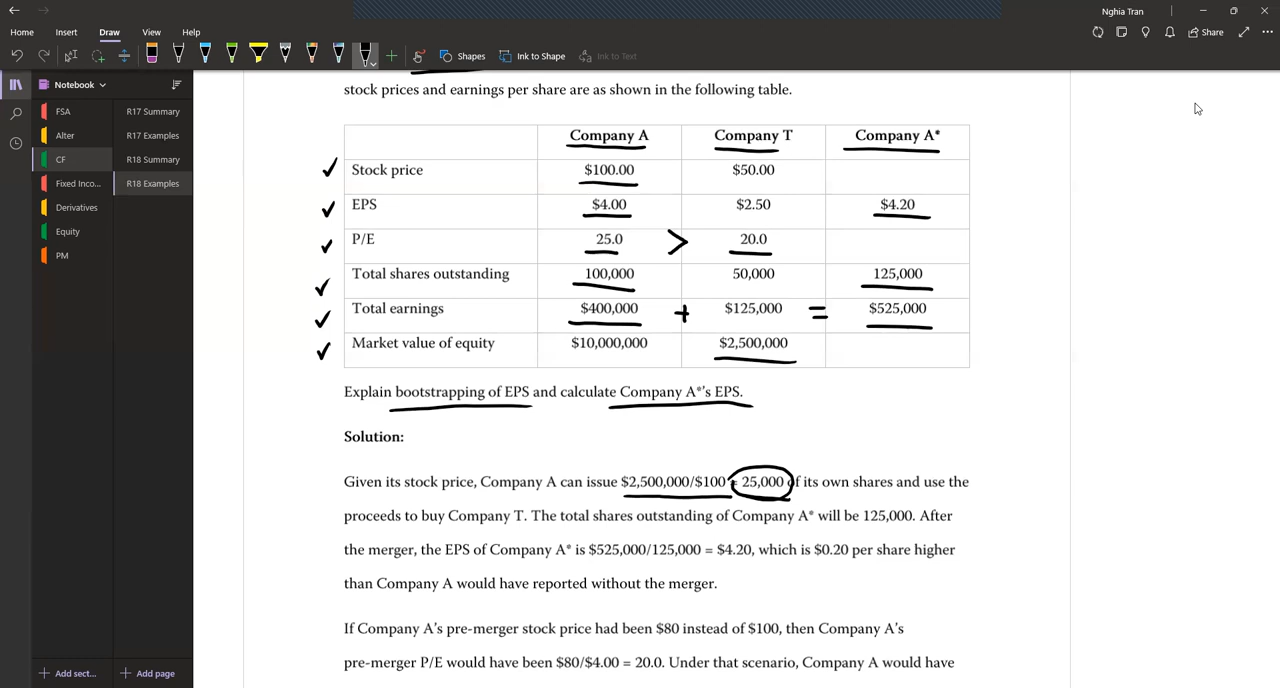 Nghia Tran
Home Insert Draw View Help
Shapes Ink to Shape Ink to Text Share
Notebook
FSA
Alter
CF
Fixed Inco...
Derivatives
Equity
PM
R17 Summary
R17 Examples
R18 Summary
R18 Examples
Add sect...
Add page
stock prices and earnings per share are as shown in the following table.
Company A Company T Company A*
✓ Stock price $100.00 $50.00
✓ EPS $4.00 $2.50 $4.20
✓ P/E 25.0 > 20.0
✓ Total shares outstanding 100,000 50,000 125,000
✓ Total earnings $400,000 + $125,000 = $525,000
✓ Market value of equity $10,000,000 $2,500,000
Explain bootstrapping of EPS and calculate Company A*'s EPS.
Solution:
Given its stock price, Company A can issue $2,500,000/$100 = 25,000 of its own shares and use the
proceeds to buy Company T. The total shares outstanding of Company A* will be 125,000. After
the merger, the EPS of Company A* is $525,000/125,000 = $4.20, which is $0.20 per share higher
than Company A would have reported without the merger.
If Company A's pre-merger stock price had been $80 instead of $100, then Company A's
pre-merger P/E would have been $80/$4.00 = 20.0. Under that scenario, Company A would have